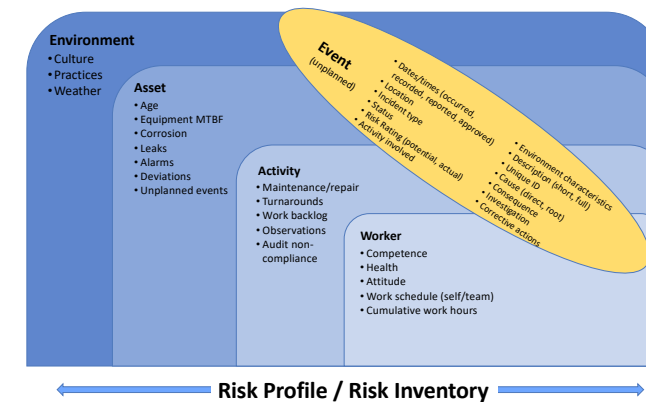 Environment
• Culture
• Practices
• Weather
Asset
• Age
• Equipment MTBF
• Corrosion
• Leaks
• Alarms
• Deviations
• Unplanned events
Activity
• Maintenance/repair
• Turnarounds
• Work backlog
• Observations
• Audit non-
compliance
Worker
• Competence
• Health
• Attitude
• Work schedule (self/team)
• Cumulative work hours
Event
(unplanned)
• Dates/times (occurred,
recorded, reported, approved)
• Location
• Incident type
• Status
• Risk Rating (potential, actual)
• Activity involved
• Environment characteristics
• Description (short, full)
• Unique ID
• Cause (direct, root)
• Consequence
• Investigation
• Corrective actions
Risk Profile / Risk Inventory